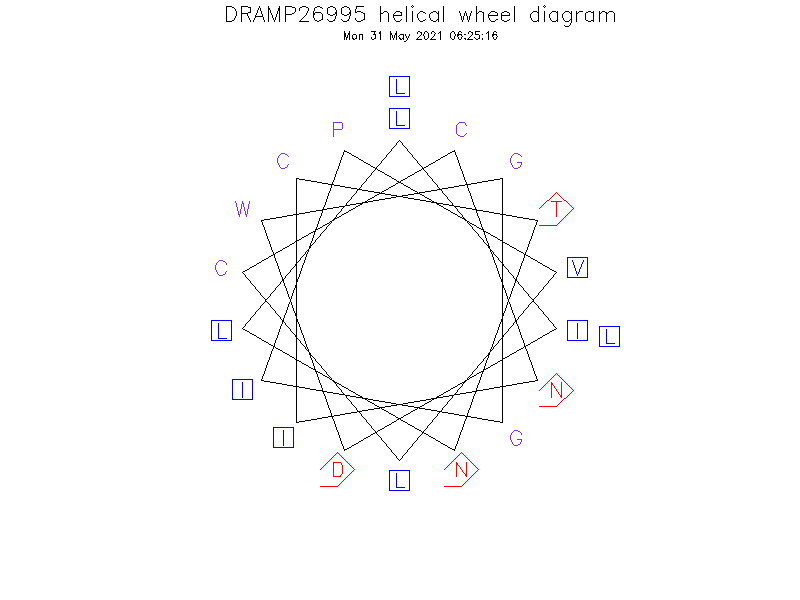 DRAMP26995 helical wheel diagram
Mon 31 May 2021 06:25:16
L
L
P C
C G
W T
C V
L I L
I N
I G
D L N